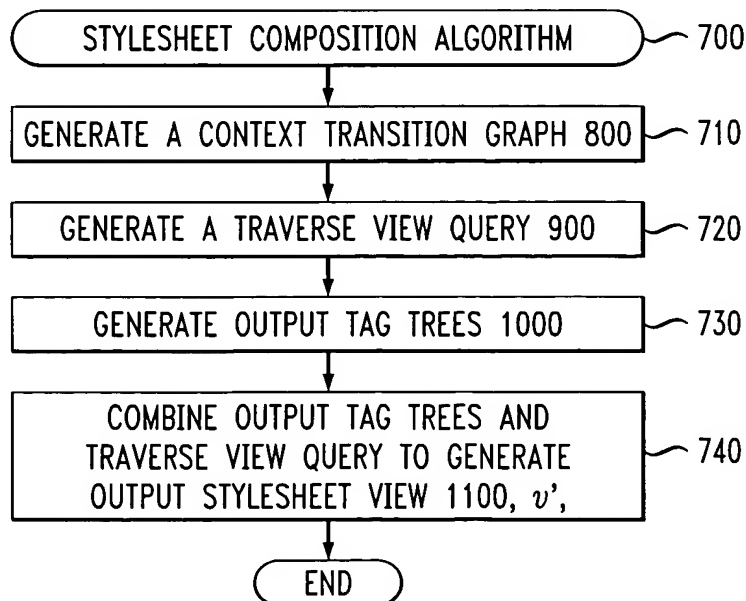 STYLESHEET COMPOSITION ALGORITHM 700
GENERATE A CONTEXT TRANSITION GRAPH 800 710
GENERATE A TRAVERSE VIEW QUERY 900 720
GENERATE OUTPUT TAG TREES 1000 730
COMBINE OUTPUT TAG TREES AND
TRAVERSE VIEW QUERY TO GENERATE 740
OUTPUT STYLESHEET VIEW 1100, v',
END